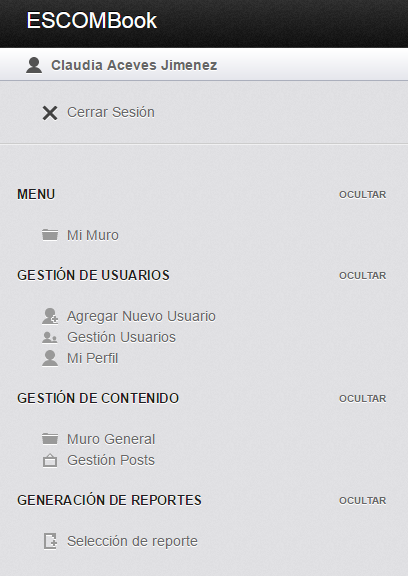 ESCOMBook
Claudia Aceves Jimenez
Cerrar Sesión
MENU OCULTAR
Mi Muro
GESTIÓN DE USUARIOS OCULTAR
Agregar Nuevo Usuario
Gestión Usuarios
Mi Perfil
GESTIÓN DE CONTENIDO OCULTAR
Muro General
Gestión Posts
GENERACIÓN DE REPORTES OCULTAR
Selección de reporte